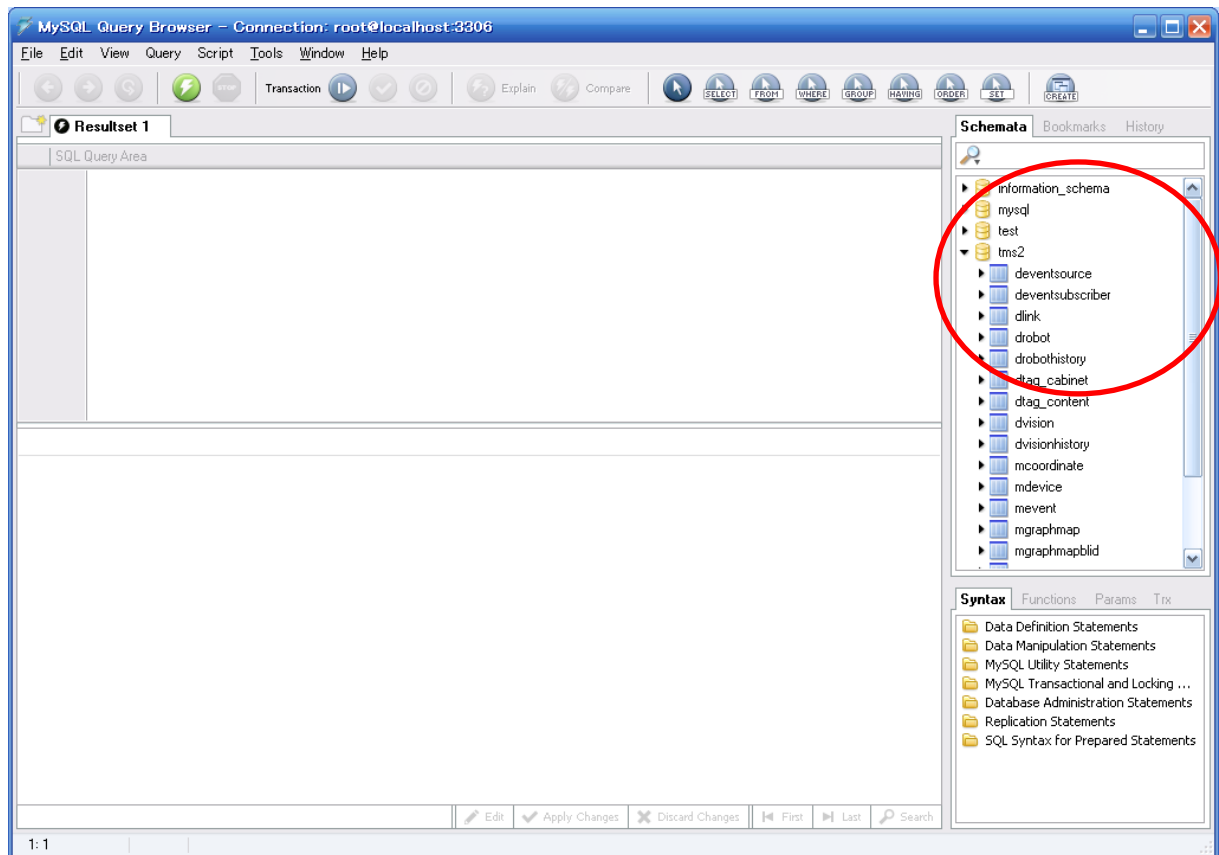 MySQL Query Browser - Connection: root@localhost:3306
File Edit View Query Script Tools Window Help
STOP Transaction Explain Compare SELECT FROM WHERE GROUP HAVING ORDER SET CREATE
Resultset 1
SQL Query Area
Schemata Bookmarks History
information_schema
mysql
test
tms2
deventsource
deventsubscriber
dlink
drobot
drobothistory
dtag_cabinet
dtag_content
dvision
dvisionhistory
mcoordinate
mdevice
mevent
mgraphmap
mgraphmapblid
Syntax Functions Params Trx
Data Definition Statements
Data Manipulation Statements
MySQL Utility Statements
MySQL Transactional and Locking ...
Database Administration Statements
Replication Statements
SQL Syntax for Prepared Statements
Edit Apply Changes Discard Changes First Last Search
1: 1